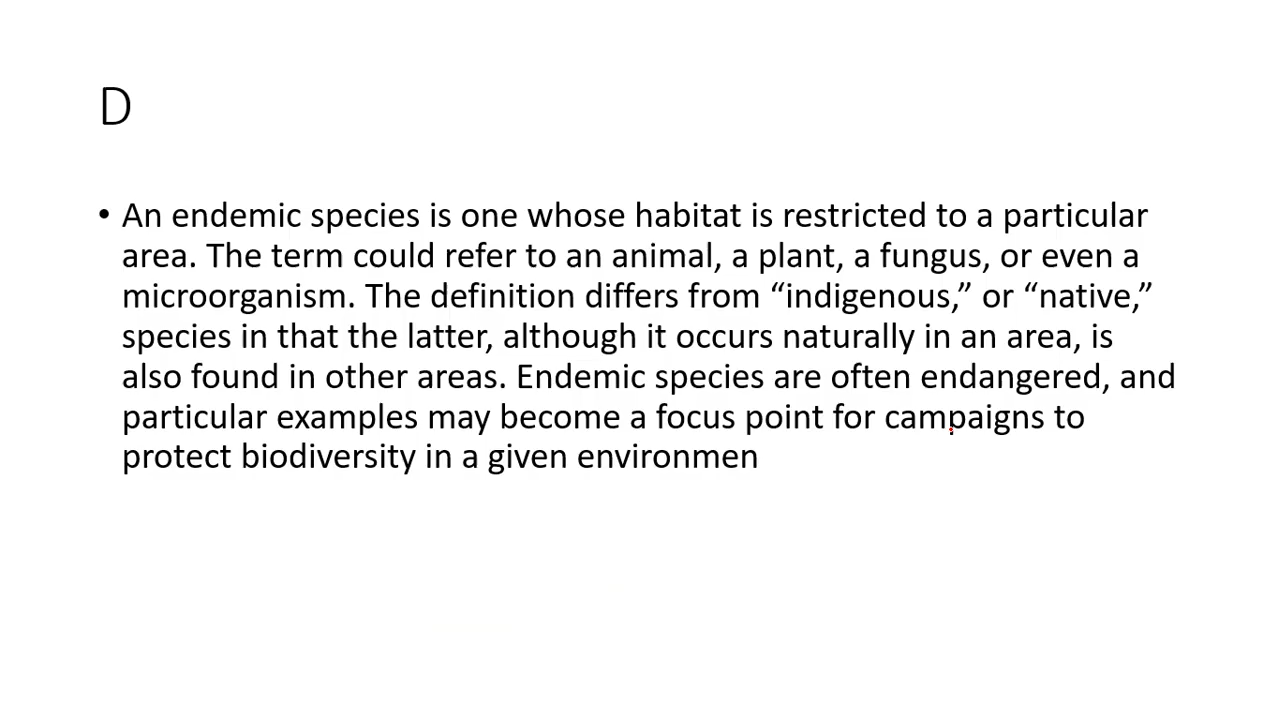 D
• An endemic species is one whose habitat is restricted to a particular
area. The term could refer to an animal, a plant, a fungus, or even a
microorganism. The definition differs from “indigenous,” or “native,”
species in that the latter, although it occurs naturally in an area, is
also found in other areas. Endemic species are often endangered, and
particular examples may become a focus point for campaigns to
protect biodiversity in a given environmen